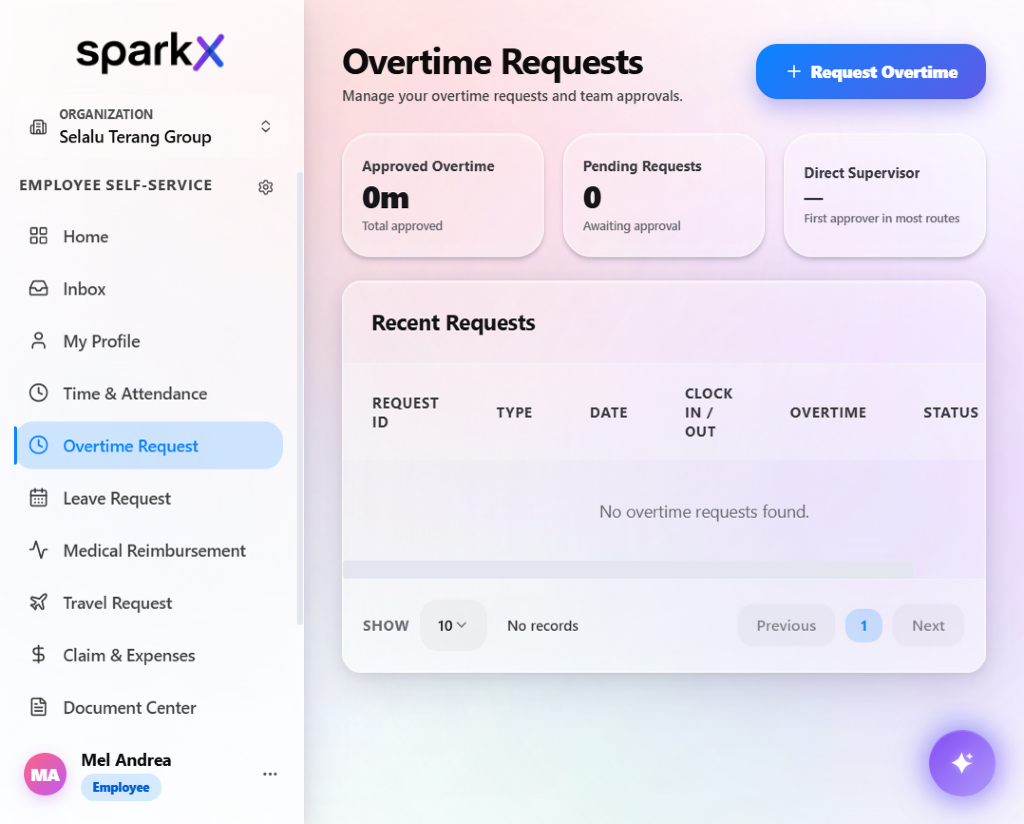 sparkX
ORGANIZATION
Selalu Terang Group
EMPLOYEE SELF-SERVICE
Home
Inbox
My Profile
Time & Attendance
Overtime Request
Leave Request
Medical Reimbursement
Travel Request
Claim & Expenses
Document Center
MA
Mel Andrea
Employee
Overtime Requests
Manage your overtime requests and team approvals.
+ Request Overtime
Approved Overtime
0m
Total approved
Pending Requests
0
Awaiting approval
Direct Supervisor
—
First approver in most routes
Recent Requests
REQUEST
ID
TYPE
DATE
CLOCK
IN /
OUT
OVERTIME
STATUS
No overtime requests found.
SHOW
10
No records
Previous
1
Next